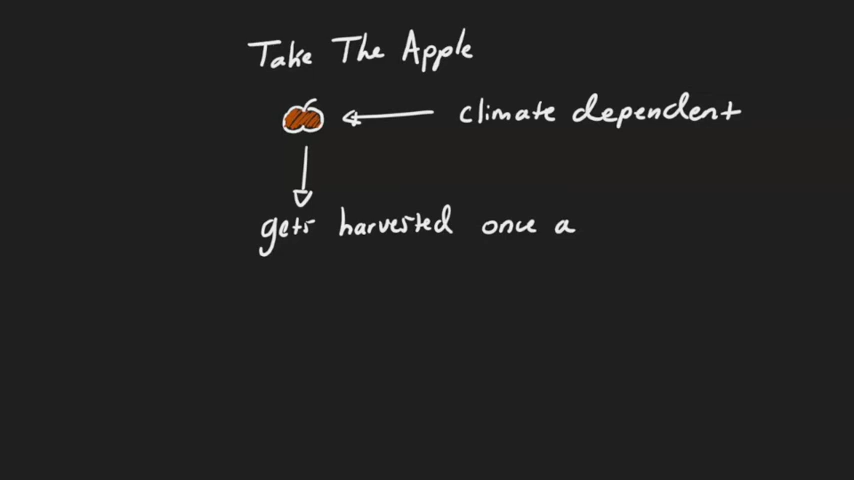 Take The Apple
climate dependent
gets harvested once a